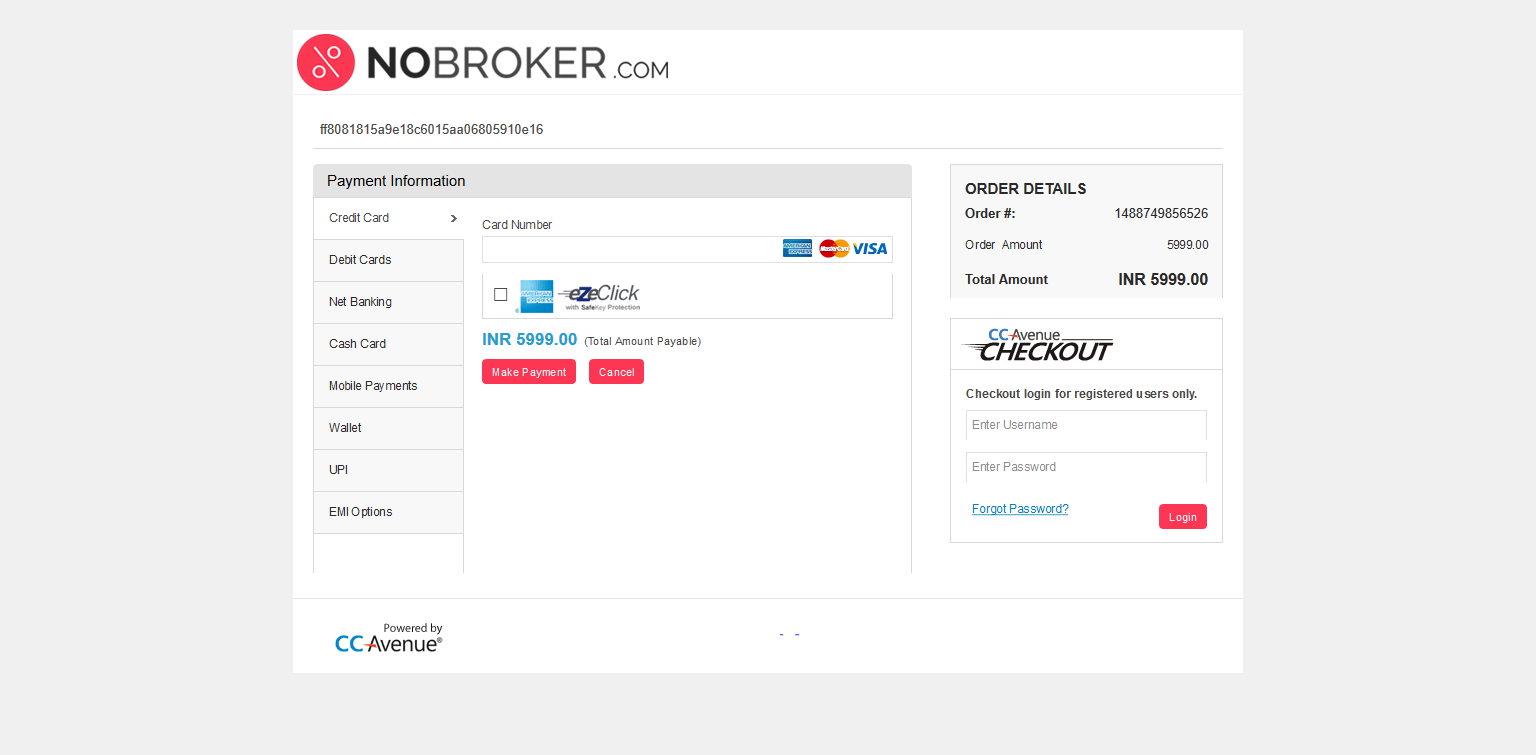 NOBROKER.COM
ff8081815a9e18c6015aa06805910e16
Payment Information
Credit Card
Debit Cards
Net Banking
Cash Card
Mobile Payments
Wallet
UPI
EMI Options
Card Number
AMERICAN EXPRESS MasterCard VISA
AMERICAN EXPRESS eZeClick
with SafeKey Protection
INR 5999.00 (Total Amount Payable)
Make Payment Cancel
ORDER DETAILS
Order #: 1488749856526
Order Amount 5999.00
Total Amount INR 5999.00
CCAvenue
CHECKOUT
Checkout login for registered users only.
Enter Username
Enter Password
Forgot Password? Login
Powered by
CCAvenue®
- -